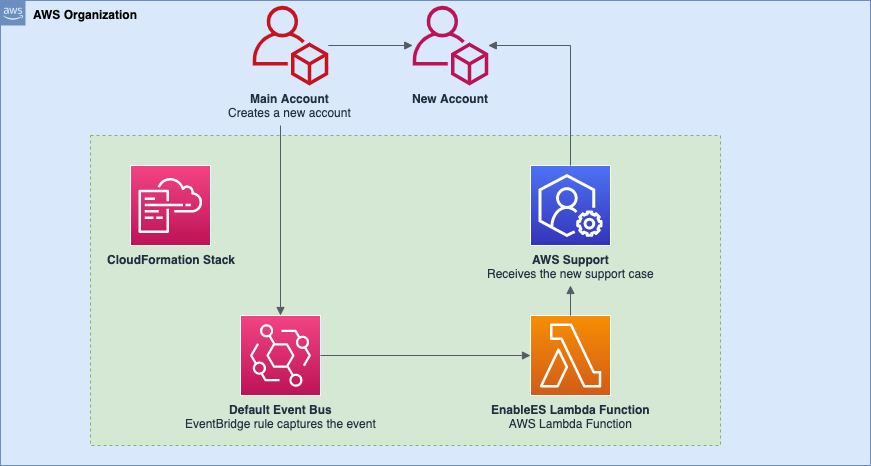 aws
AWS Organization
Main Account
Creates a new account
New Account
CloudFormation Stack
AWS Support
Receives the new support case
Default Event Bus
EventBridge rule captures the event
EnableES Lambda Function
AWS Lambda Function